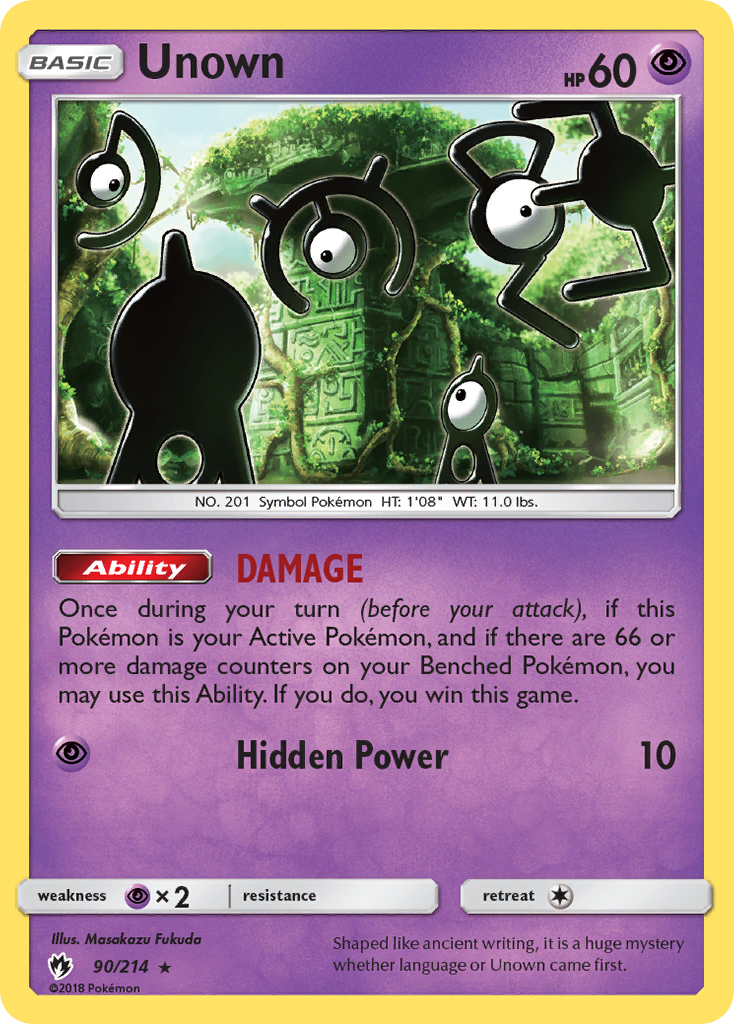 BASIC Unown HP 60
NO. 201 Symbol Pokémon HT: 1'08" WT: 11.0 lbs.
Ability DAMAGE
Once during your turn (before your attack), if this
Pokémon is your Active Pokémon, and if there are 66 or
more damage counters on your Benched Pokémon, you
may use this Ability. If you do, you win this game.
Hidden Power 10
weakness ×2 resistance retreat
Illus. Masakazu Fukuda
90/214 ★
©2018 Pokémon
Shaped like ancient writing, it is a huge mystery
whether language or Unown came first.